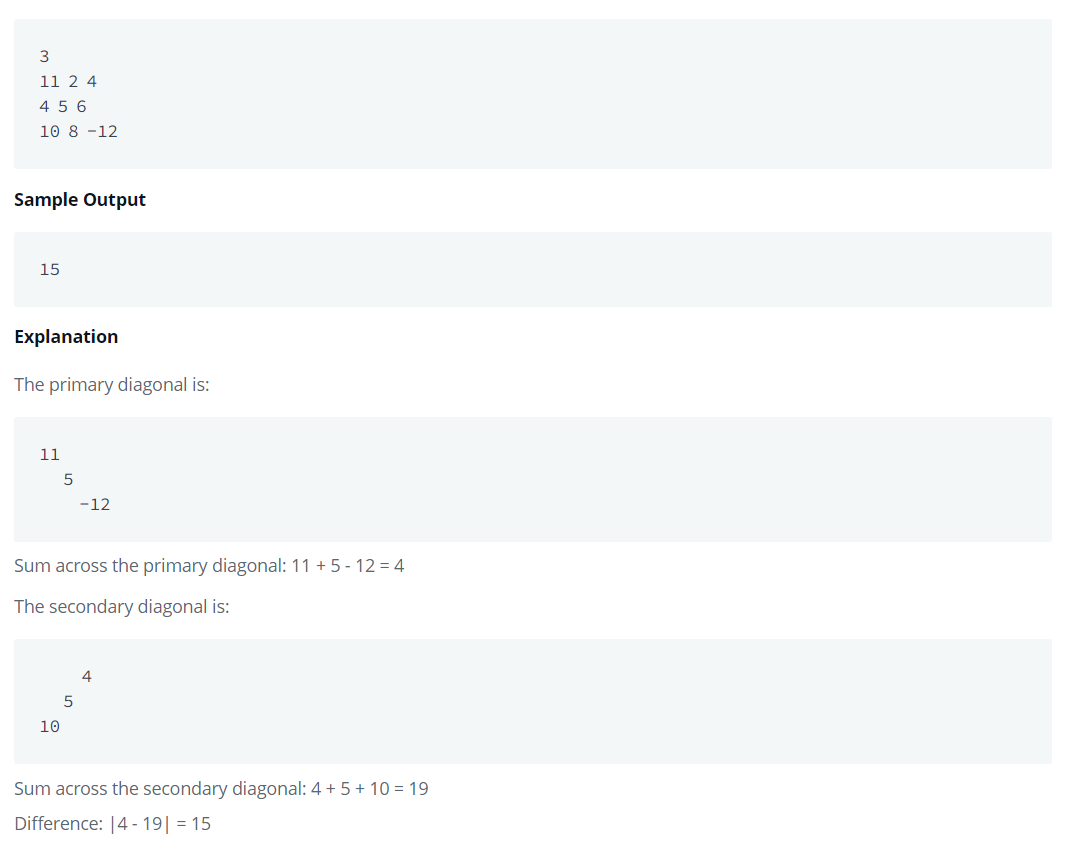 3
11 2 4
4 5 6
10 8 -12
Sample Output
15
Explanation
The primary diagonal is:
11
5
-12
Sum across the primary diagonal: 11 + 5 - 12 = 4
The secondary diagonal is:
4
5
10
Sum across the secondary diagonal: 4 + 5 + 10 = 19
Difference: |4 - 19| = 15